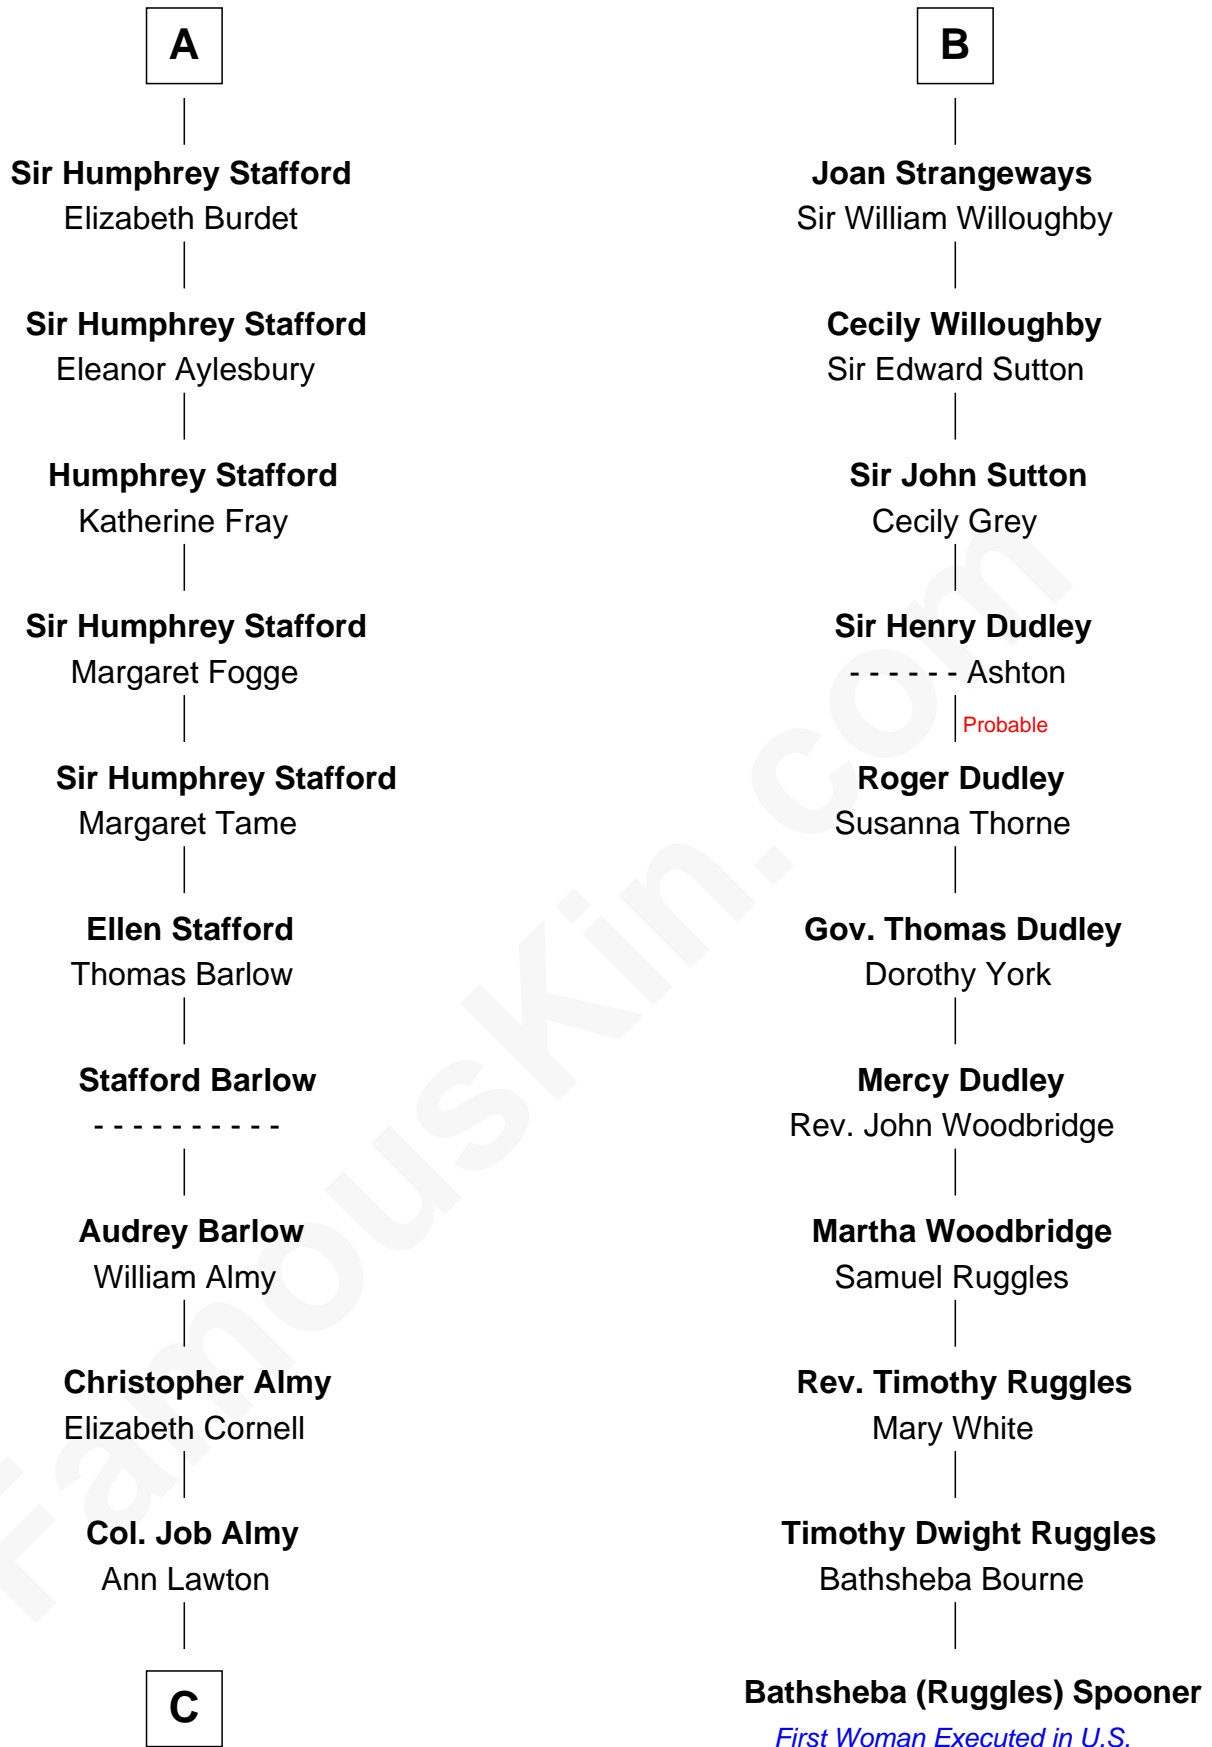 A
Sir Humphrey Stafford
Elizabeth Burdet
Sir Humphrey Stafford
Eleanor Aylesbury
Humphrey Stafford
Katherine Fray
Sir Humphrey Stafford
Margaret Fogge
Sir Humphrey Stafford
Margaret Tame
Ellen Stafford
Thomas Barlow
Stafford Barlow
- - - - - - - - - -
Audrey Barlow
William Almy
Christopher Almy
Elizabeth Cornell
Col. Job Almy
Ann Lawton
C
B
Joan Strangeways
Sir William Willoughby
Cecily Willoughby
Sir Edward Sutton
Sir John Sutton
Cecily Grey
Sir Henry Dudley
- - - - - - Ashton
Probable
Roger Dudley
Susanna Thorne
Gov. Thomas Dudley
Dorothy York
Mercy Dudley
Rev. John Woodbridge
Martha Woodbridge
Samuel Ruggles
Rev. Timothy Ruggles
Mary White
Timothy Dwight Ruggles
Bathsheba Bourne
Bathsheba (Ruggles) Spooner
First Woman Executed in U.S.
FamousKin.com